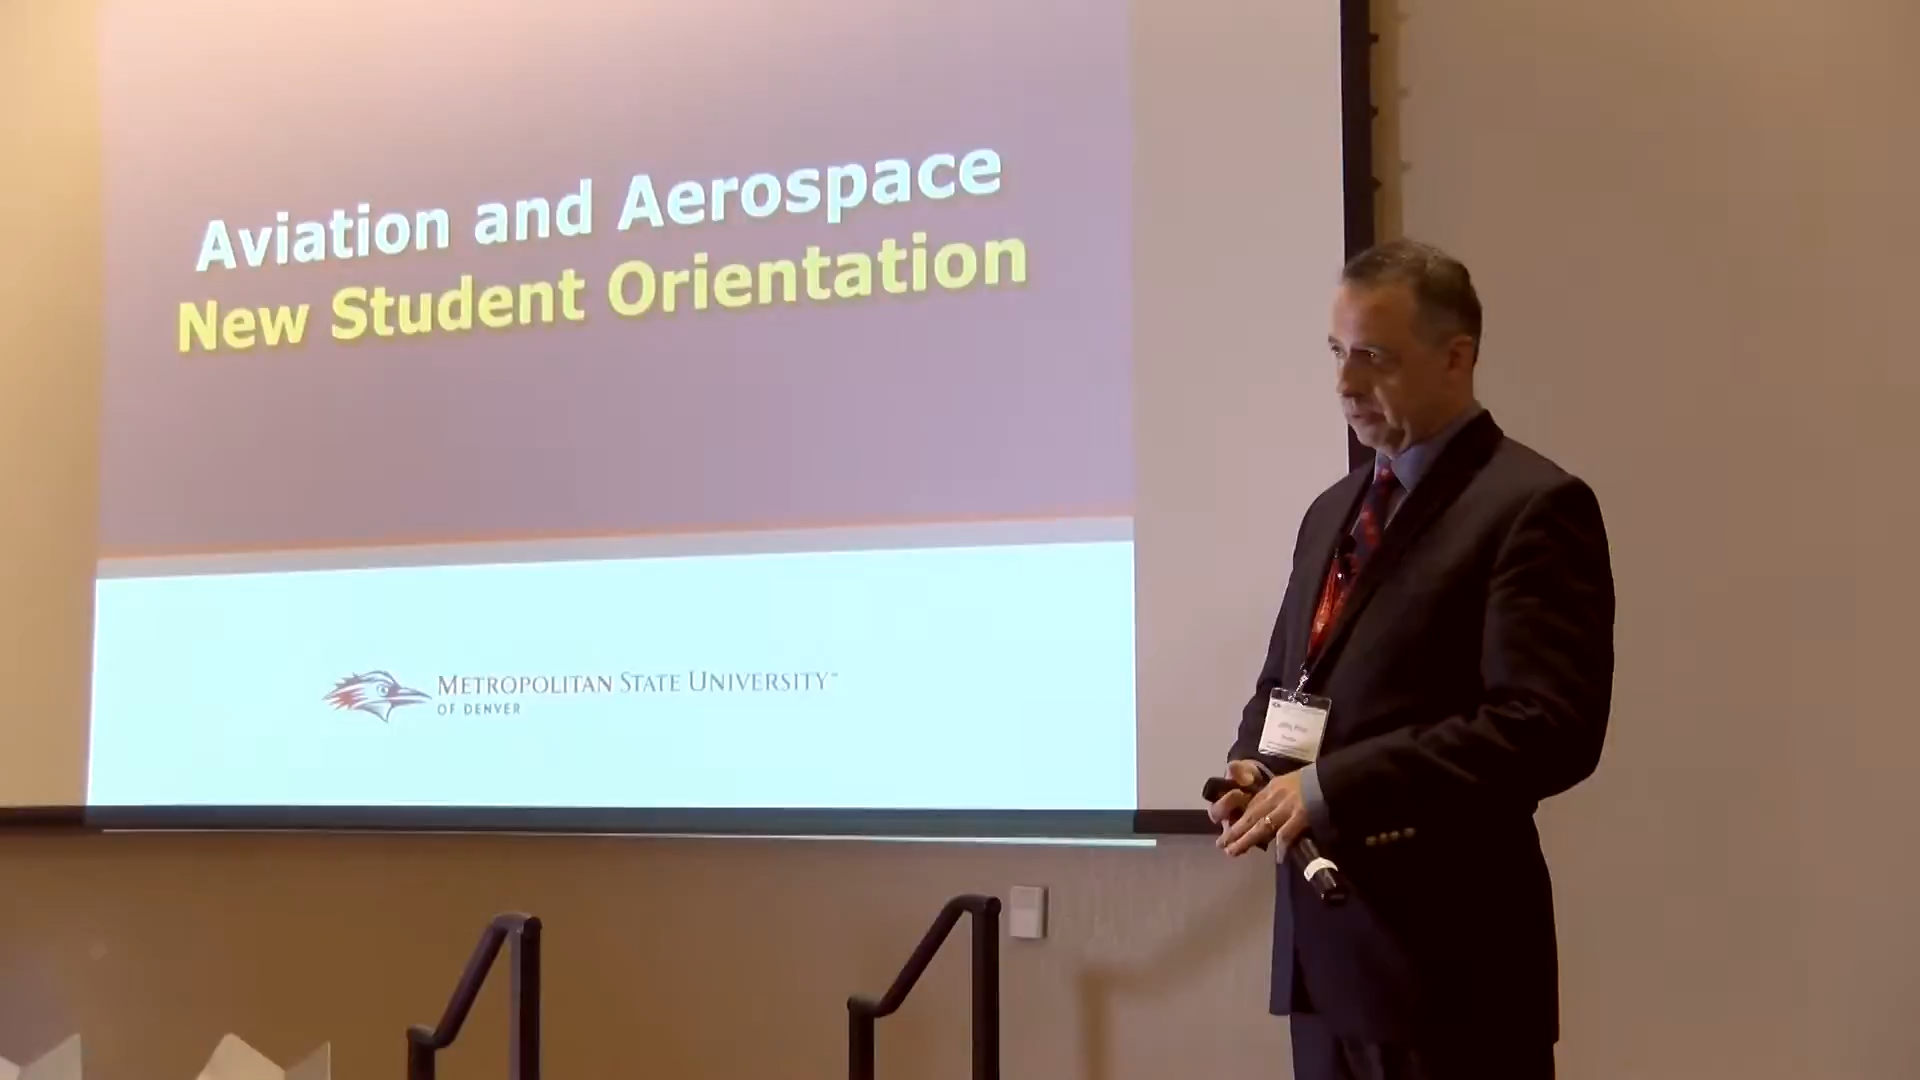 Aviation and Aerospace
New Student Orientation
METROPOLITAN STATE UNIVERSITY™
OF DENVER